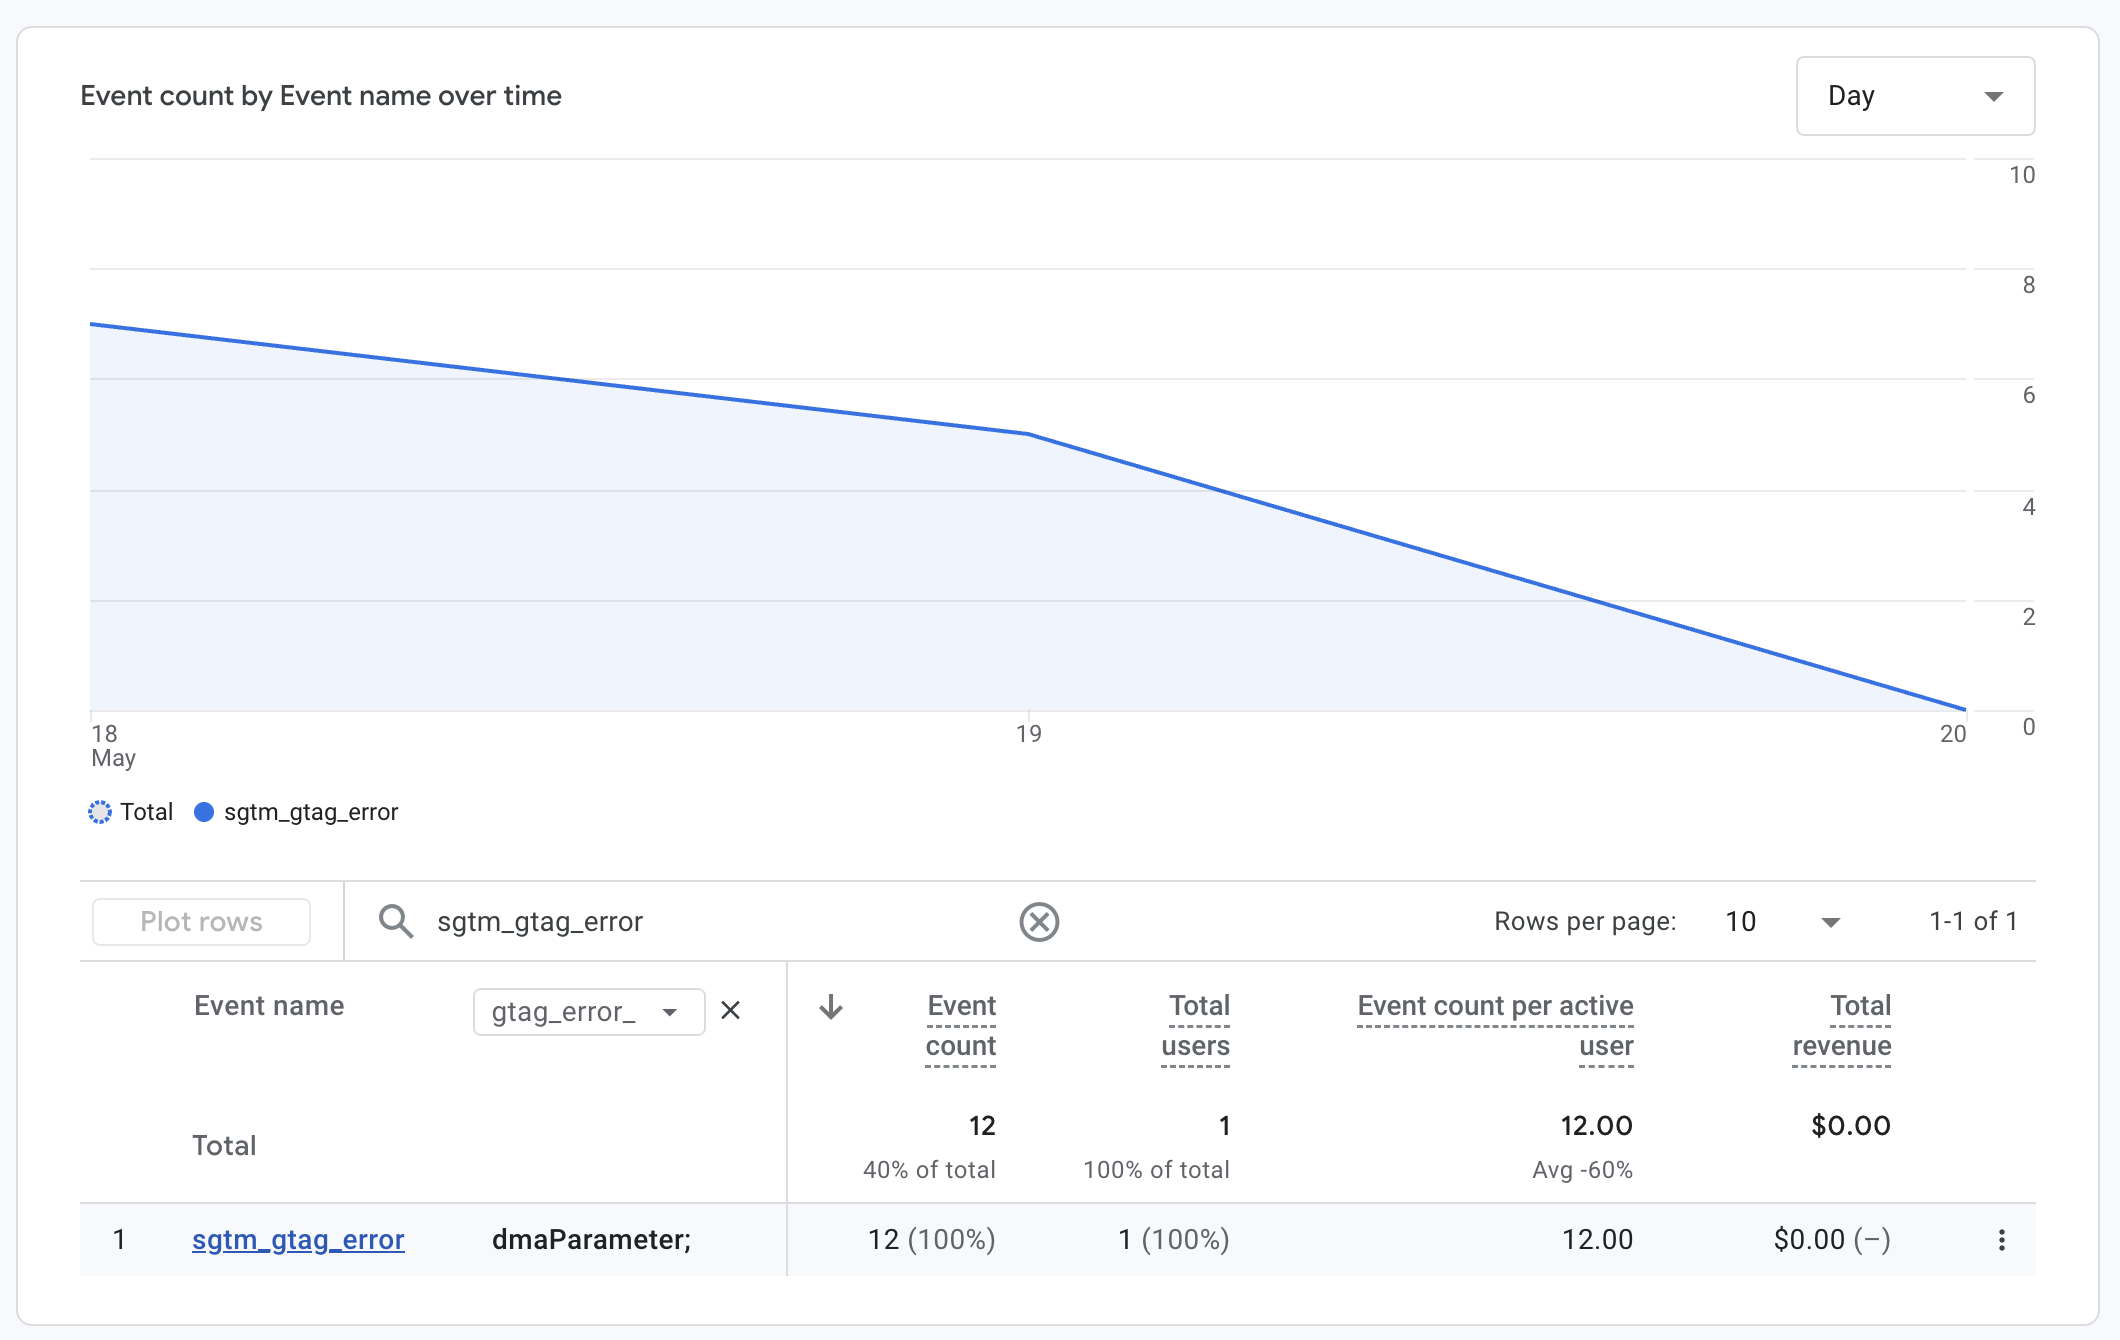 Event count by Event name over time
Day
10
8
6
4
2
0
18
May
19
20
Total
sgtm_gtag_error
Plot rows
sgtm_gtag_error
Rows per page:
10
1-1 of 1
Event name
gtag_error_
Event
count
Total
users
Event count per active
user
Total
revenue
Total
12
40% of total
1
100% of total
12.00
Avg -60%
$0.00
1 sgtm_gtag_error dmaParameter; 12 (100%) 1 (100%) 12.00 $0.00 (–)